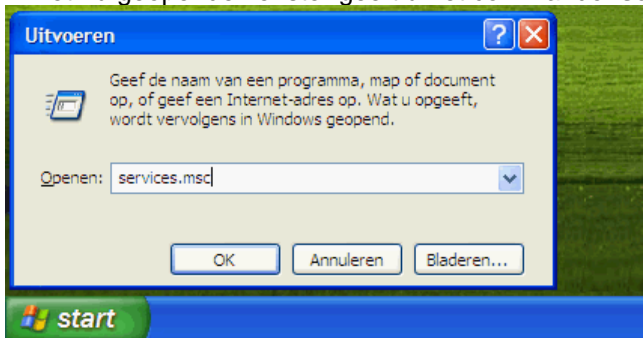 Uitvoeren
Geef de naam van een programma, map of document
op, of geef een Internet-adres op. Wat u opgeeft,
wordt vervolgens in Windows geopend.
Openen: services.msc
OK Annuleren Bladeren...
start